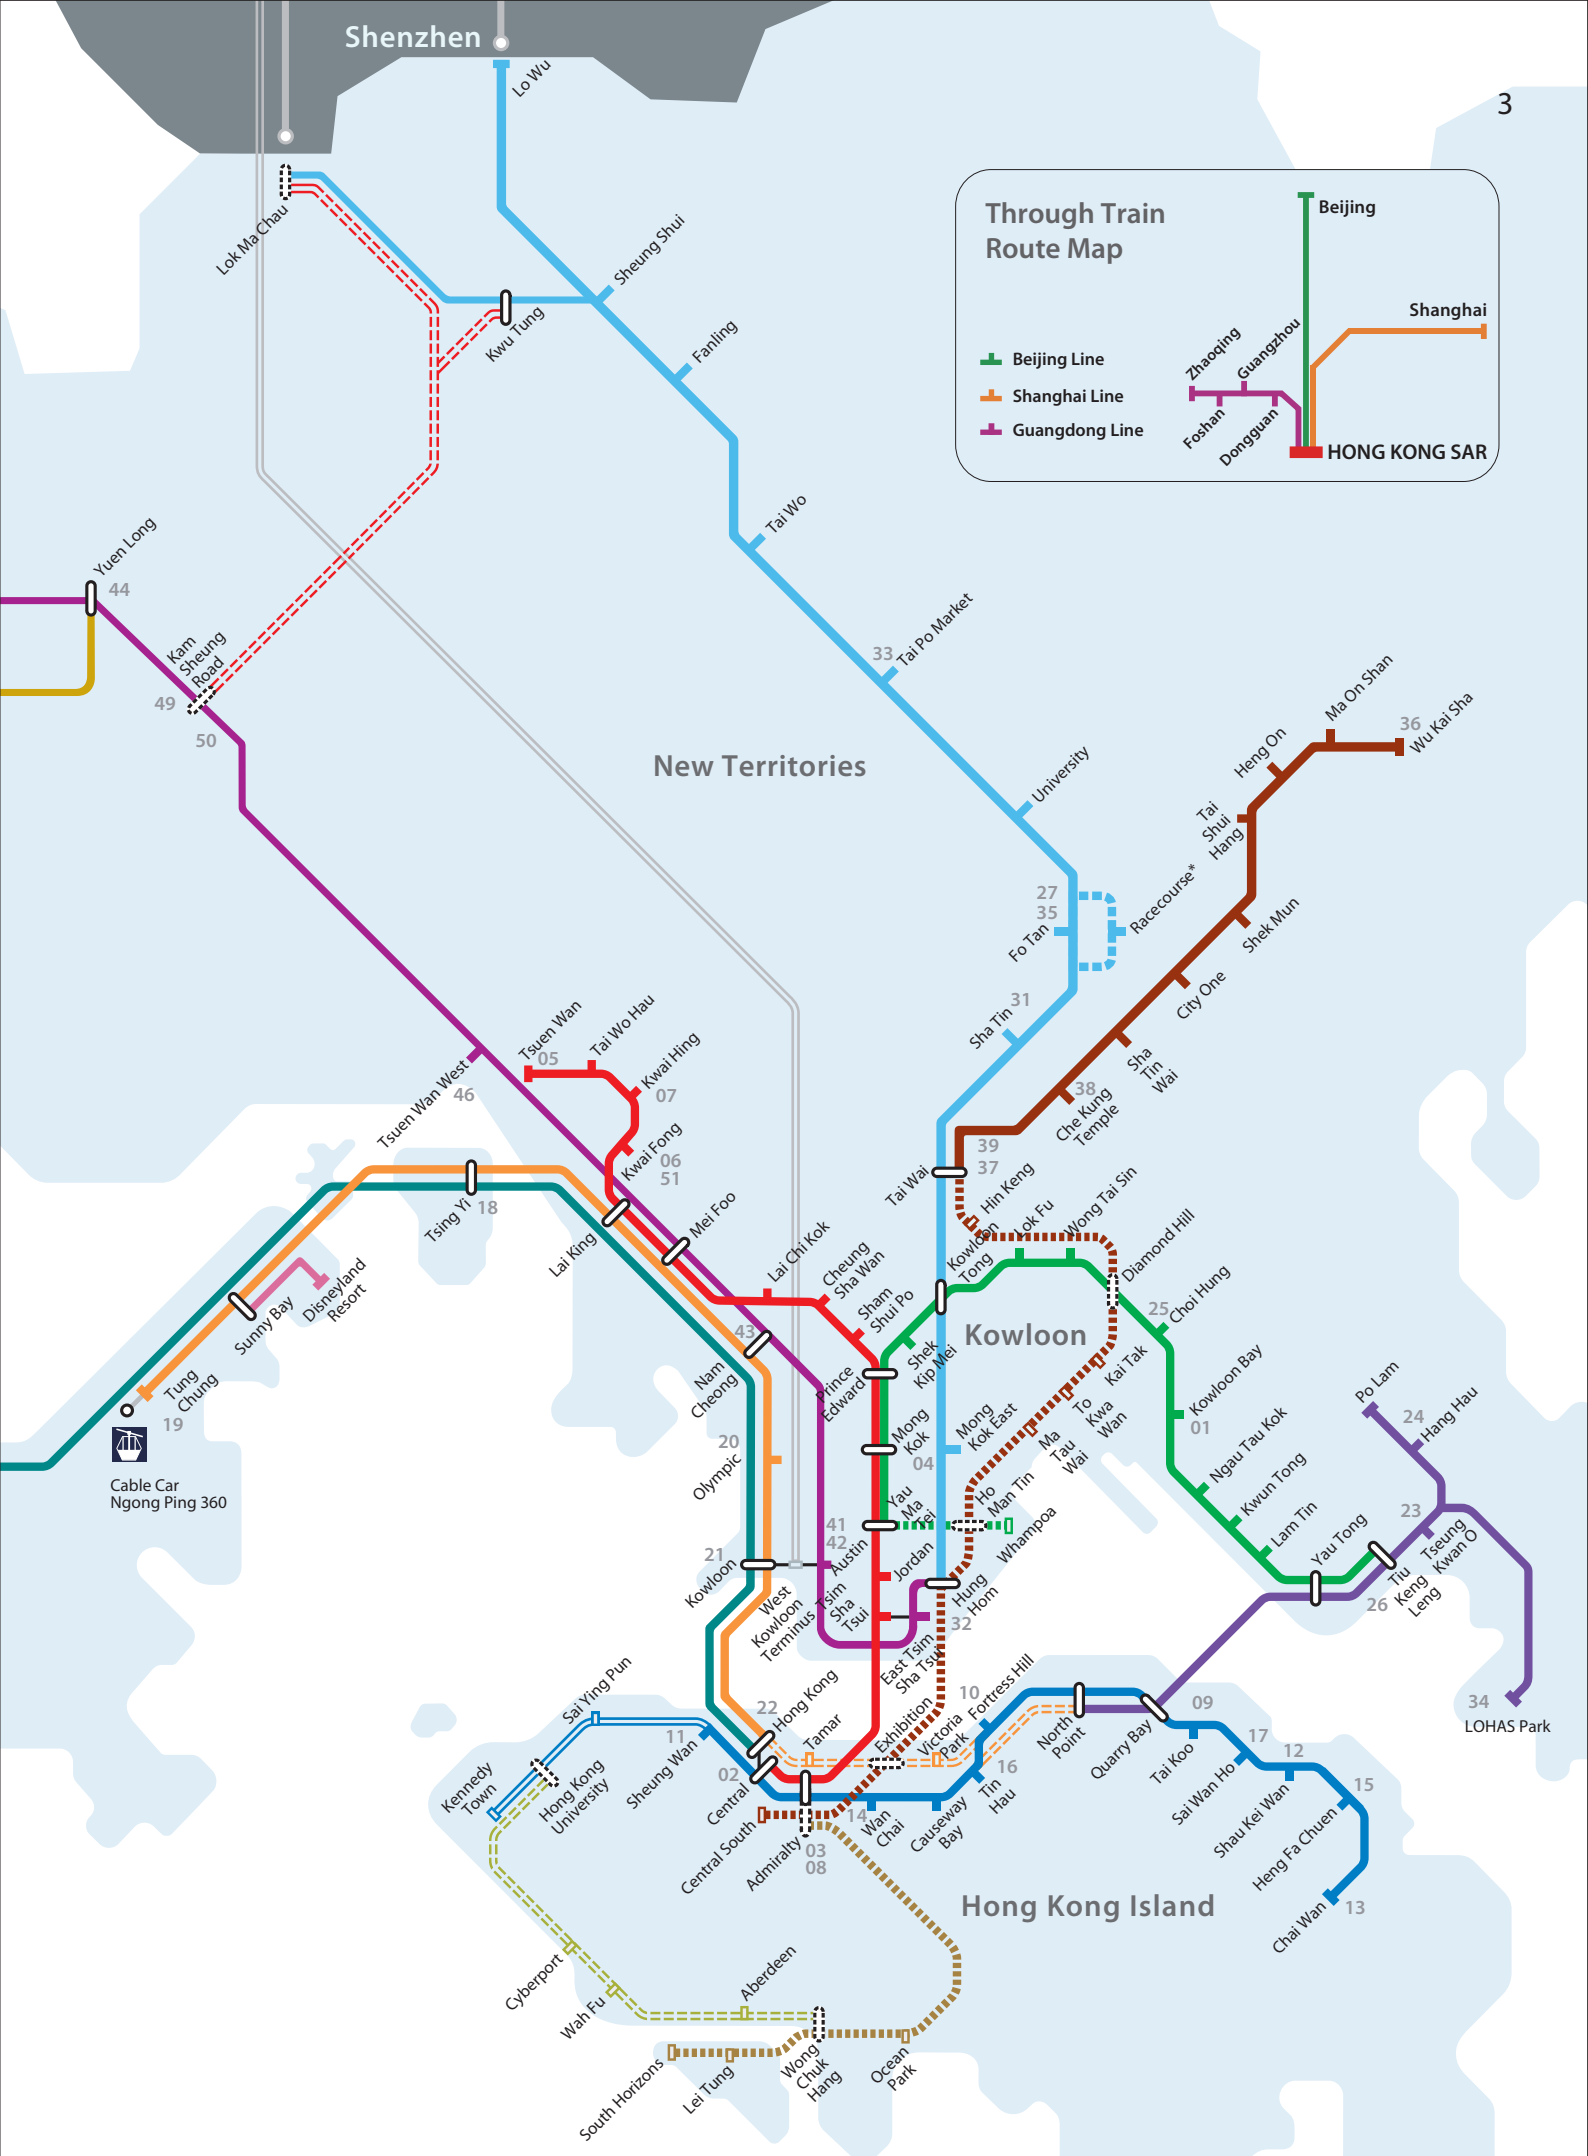 Shenzhen
Lo Wu
3
Lok Ma Chau
Sheung Shui
Kwu Tung
Fanling
Through Train
Route Map
Beijing
Shanghai
Zhaoqing
Guangzhou
Foshan
Dongguan
HONG KONG SAR
Beijing Line
Shanghai Line
Guangdong Line
Tai Wo
Yuen Long
44
Kam
Sheung
Road
49
50
33
Tai Po Market
New Territories
University
Ma On Shan
36
Wu Kai Sha
Heng On
Tai
Shui
Hang
27
35
Fo Tan
Racecourse*
Shek Mun
City One
Sha Tin
31
Sha
Tin
Wai
38
Che Kung
Temple
39
37
Tai Wai
Hin Keng
Tsuen Wan West
46
Tsuen Wan
05
Tai Wo Hau
Kwai Hing
07
Kwai Fong
06
51
Tsing Yi
18
Lai King
Mei Foo
Lai Chi Kok
Cheung
Sha Wan
Sham
Shui Po
Kowloon
Tong
Lok Fu
Wong Tai Sin
Diamond Hill
25
Choi Hung
Sunny Bay
Disneyland
Resort
Tung
Chung
19
Cable Car
Ngong Ping 360
43
Nam
Cheong
Prince
Edward
Shek
Kip Mei
Kowloon
Kai Tak
To
Kwa
Wan
Ma
Tau
Wai
Kowloon Bay
01
Ngau Tau Kok
Kwun Tong
Lam Tin
Yau Tong
Po Lam
24
Hang Hau
23
Tseung
Kwan O
Tiu
Keng
Leng
26
34
LOHAS Park
20
Olympic
Mong
Kok
04
Mong
Kok East
Yau
Ma
Tei
Ho
Man Tin
Whampoa
41
42
Austin
Jordan
21
Kowloon
West
Kowloon
Terminus
Tsim
Sha
Tsui
Hung
Hom
32
East Tsim
Sha Tsui
Sai Ying Pun
Kennedy
Town
Hong Kong
University
11
Sheung Wan
22
Hong Kong
02
Central
Tamar
Exhibition
Victoria
Park
10
Fortress Hill
North
Point
Quarry Bay
09
Tai Koo
17
Sai Wan Ho
12
Shau Kei Wan
15
Heng Fa Chuen
Chai Wan
13
16
Tin
Hau
Causeway
Bay
14
Wan
Chai
Central South
Admiralty
03
08
Hong Kong Island
Cyberport
Wah Fu
Aberdeen
Wong
Chuk
Hang
Ocean
Park
Lei Tung
South Horizons